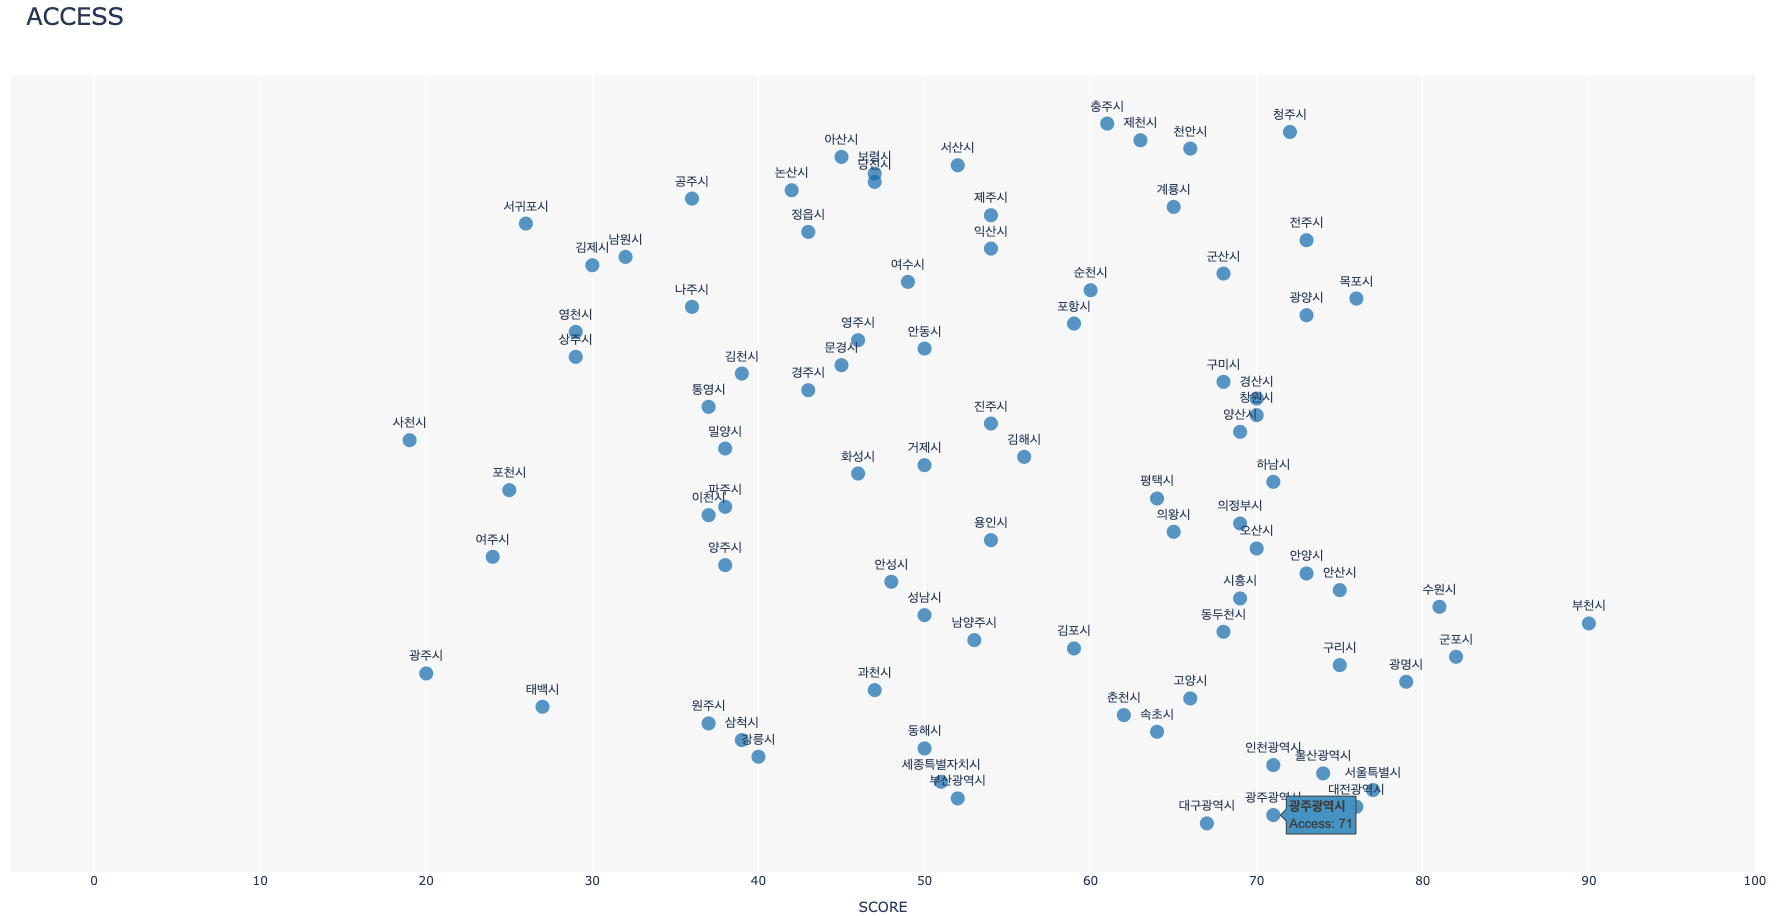 ACCESS
충주시
청주시
제천시
천안시
아산시
서산시
보령시
당진시
논산시
공주시
계룡시
제주시
서귀포시
정읍시
전주시
익산시
남원시
김제시
군산시
여수시
순천시
목포시
나주시
광양시
포항시
영천시
영주시
안동시
상주시
문경시
김천시
구미시
경주시
경산시
창원시
통영시
진주시
양산시
사천시
밀양시
김해시
거제시
화성시
하남시
포천시
평택시
파주시
이천시
의정부시
의왕시
용인시
오산시
여주시
양주시
안양시
안산시
안성시
시흥시
수원시
성남시
부천시
동두천시
남양주시
김포시
군포시
구리시
광주시
광명시
과천시
고양시
태백시
춘천시
원주시
속초시
삼척시
강릉시
동해시
인천광역시
울산광역시
세종특별자치시
서울특별시
부산광역시
대전광역시
광주광역시
대구광역시
광주광역시
Access: 71
0 10 20 30 40 50 60 70 80 90 100
SCORE